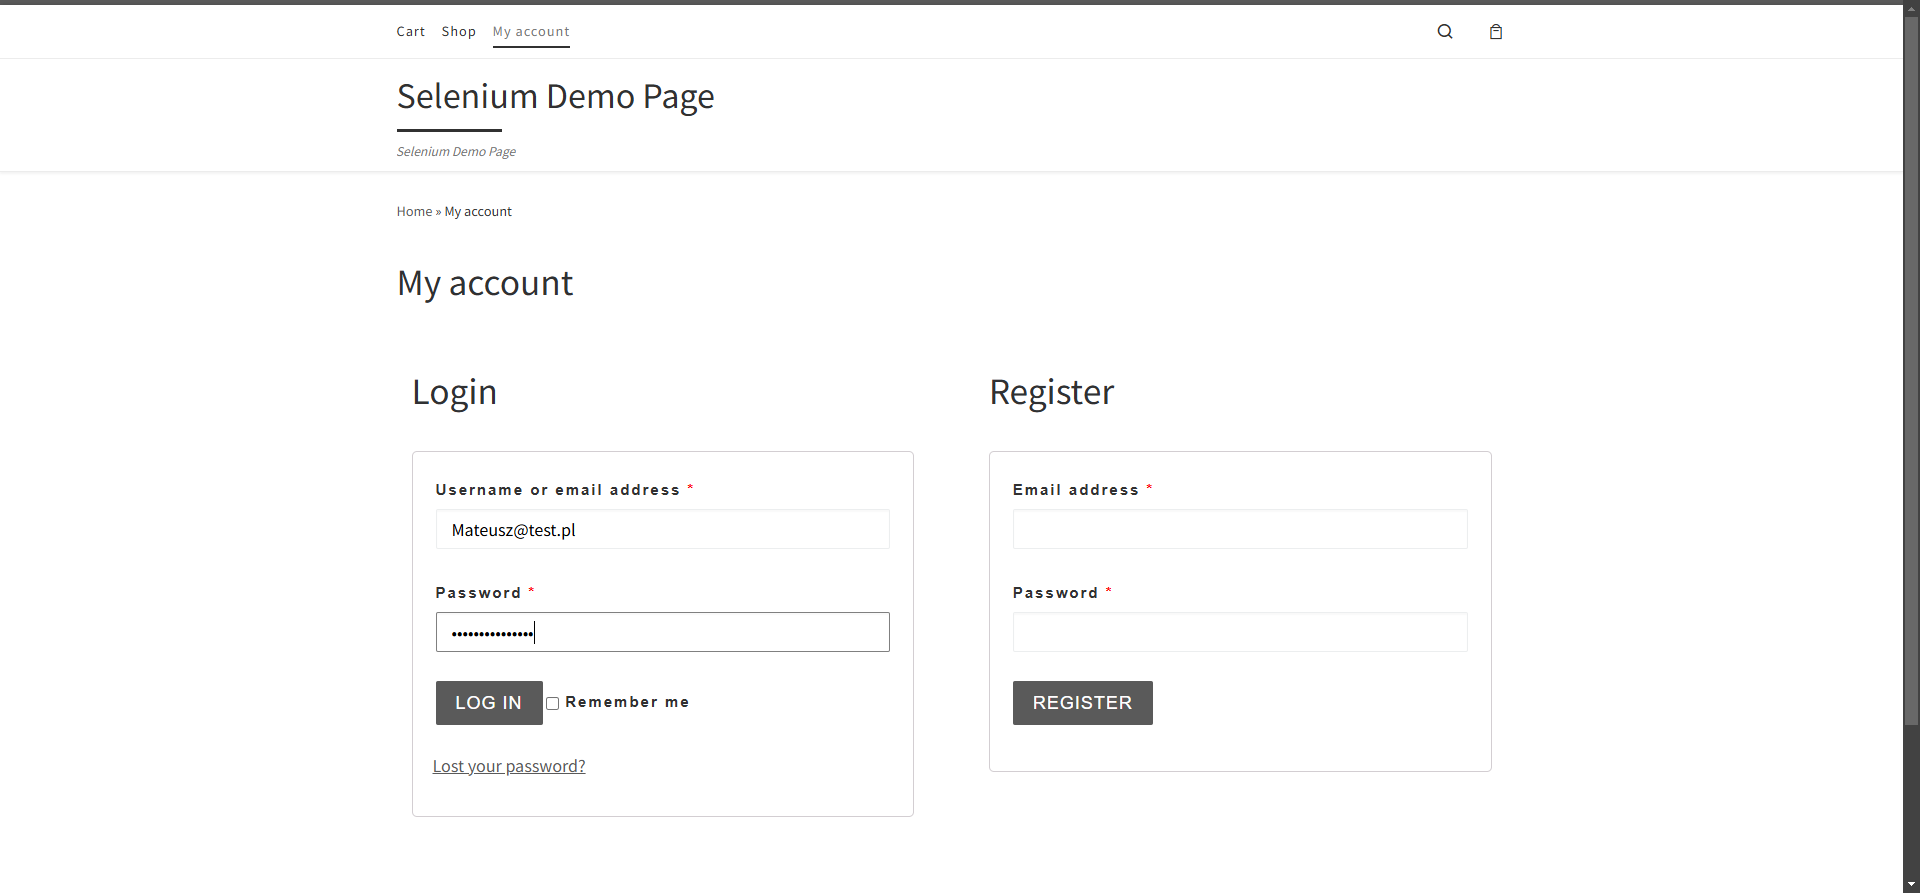 Cart Shop My account
Selenium Demo Page
Selenium Demo Page
Home » My account
My account
Login
Username or email address *
Mateusz@test.pl
Password *
•••••••••••••••
LOG IN Remember me
Lost your password?
Register
Email address *
Password *
REGISTER